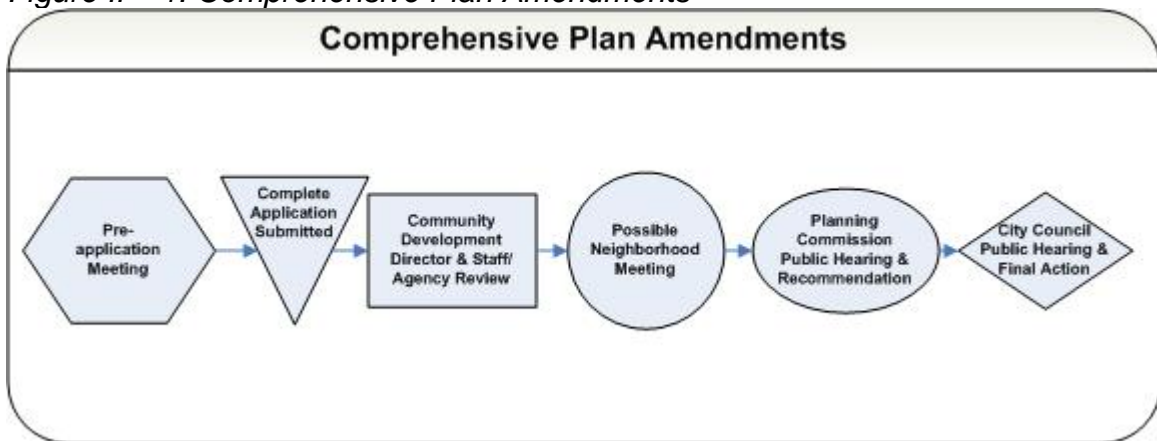 Comprehensive Plan Amendments
Pre-
application
Meeting
Complete
Application
Submitted
Community
Development
Director & Staff/
Agency Review
Possible
Neighborhood
Meeting
Planning
Commission
Public Hearing &
Recommendation
City Council
Public Hearing &
Final Action